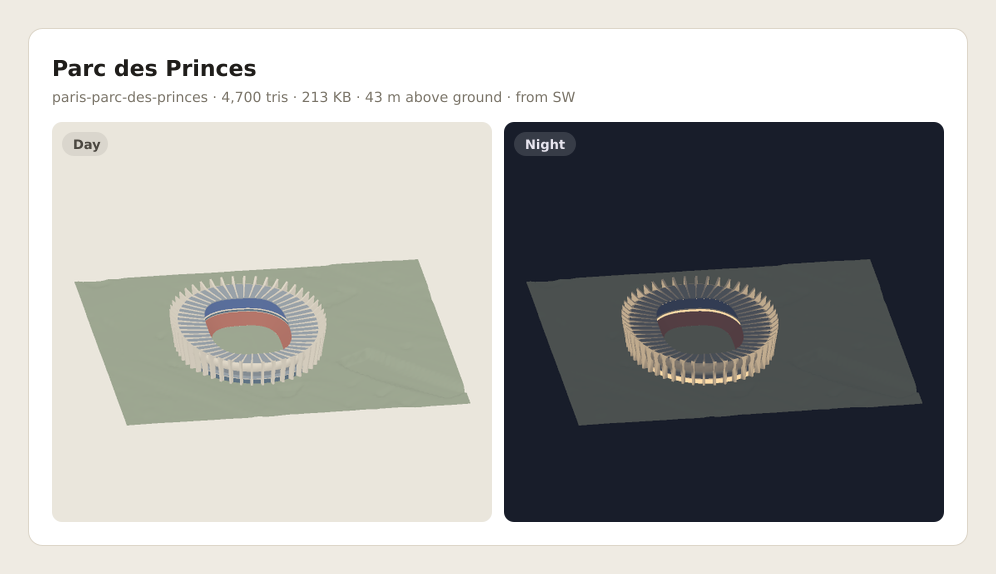 Parc des Princes
paris-parc-des-princes · 4,700 tris · 213 KB · 43 m above ground · from SW
Day
Night